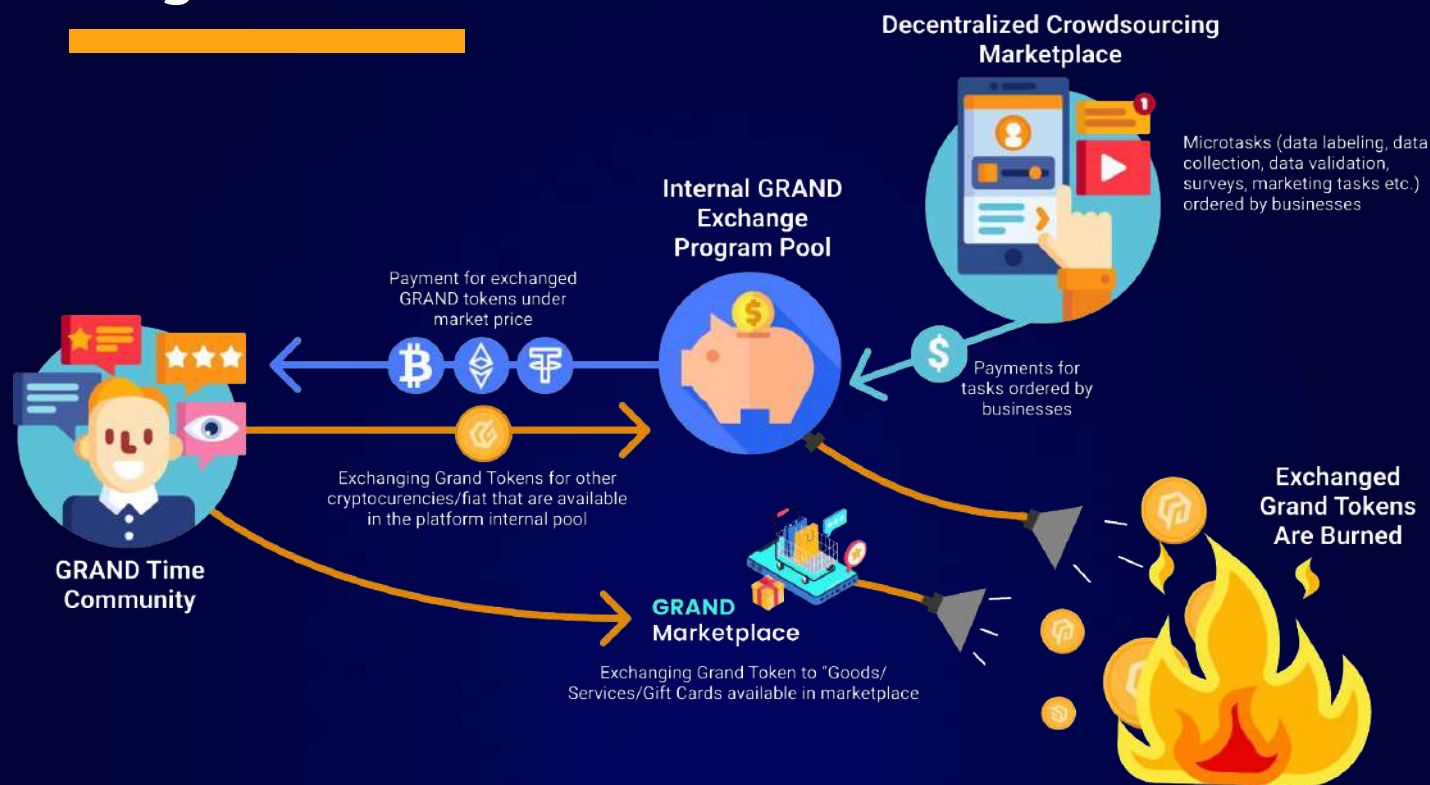 Decentralized Crowdsourcing
Marketplace
1
Microtasks (data labeling, data
collection, data validation,
surveys, marketing tasks etc.)
ordered by businesses
Internal GRAND
Exchange
Program Pool
Payment for exchanged
GRAND tokens under
market price
$
$
Payments for
tasks ordered by
businesses
Exchanging Grand Tokens for other
cryptocurencies/fiat that are available
in the platform internal pool
Exchanged
Grand Tokens
Are Burned
GRAND Time
Community
GRAND
Marketplace
Exchanging Grand Token to "Goods/
Services/Gift Cards available in marketplace